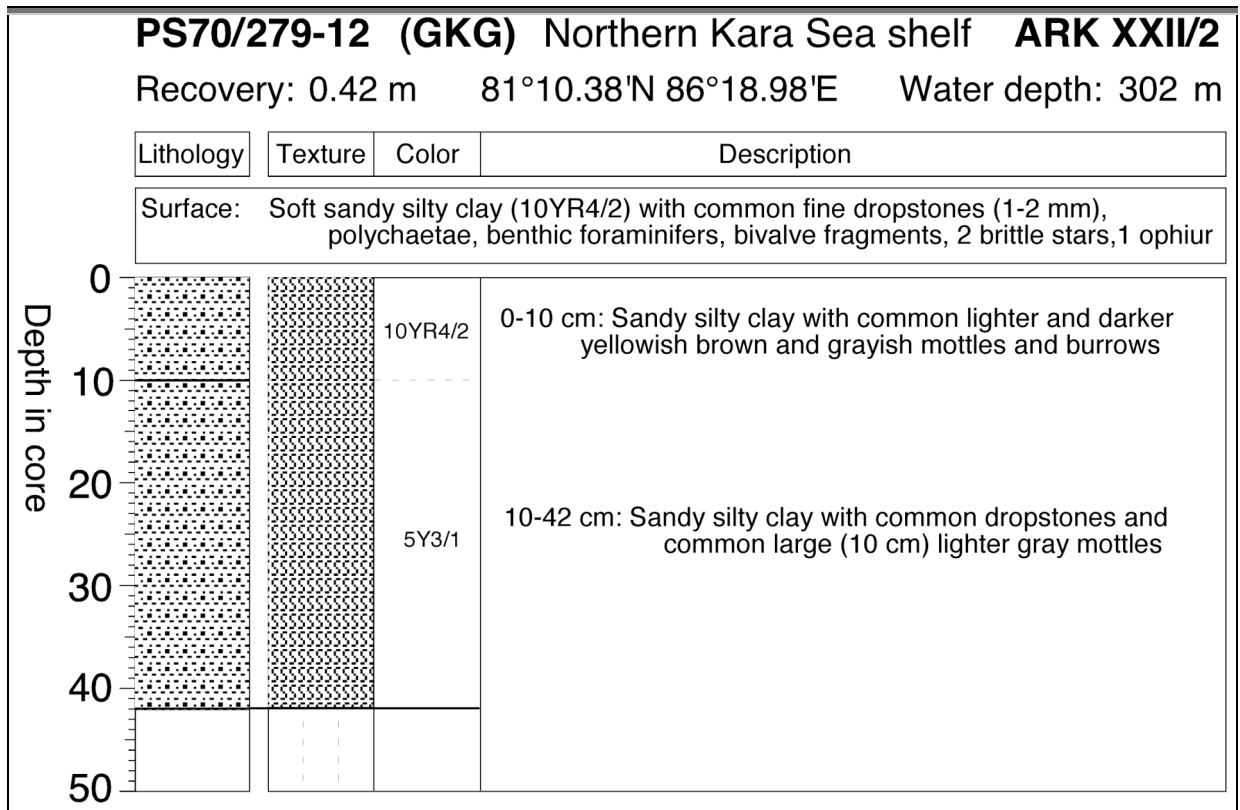 PS70/279-12 (GKG) Northern Kara Sea shelf ARK XXII/2
Recovery: 0.42 m 81°10.38'N 86°18.98'E Water depth: 302 m
Lithology Texture Color Description
Surface: Soft sandy silty clay (10YR4/2) with common fine dropstones (1-2 mm),
polychaetae, benthic foraminifers, bivalve fragments, 2 brittle stars,1 ophiur
Depth in core
0
10
20
30
40
50
10YR4/2
0-10 cm: Sandy silty clay with common lighter and darker
yellowish brown and grayish mottles and burrows
5Y3/1
10-42 cm: Sandy silty clay with common dropstones and
common large (10 cm) lighter gray mottles